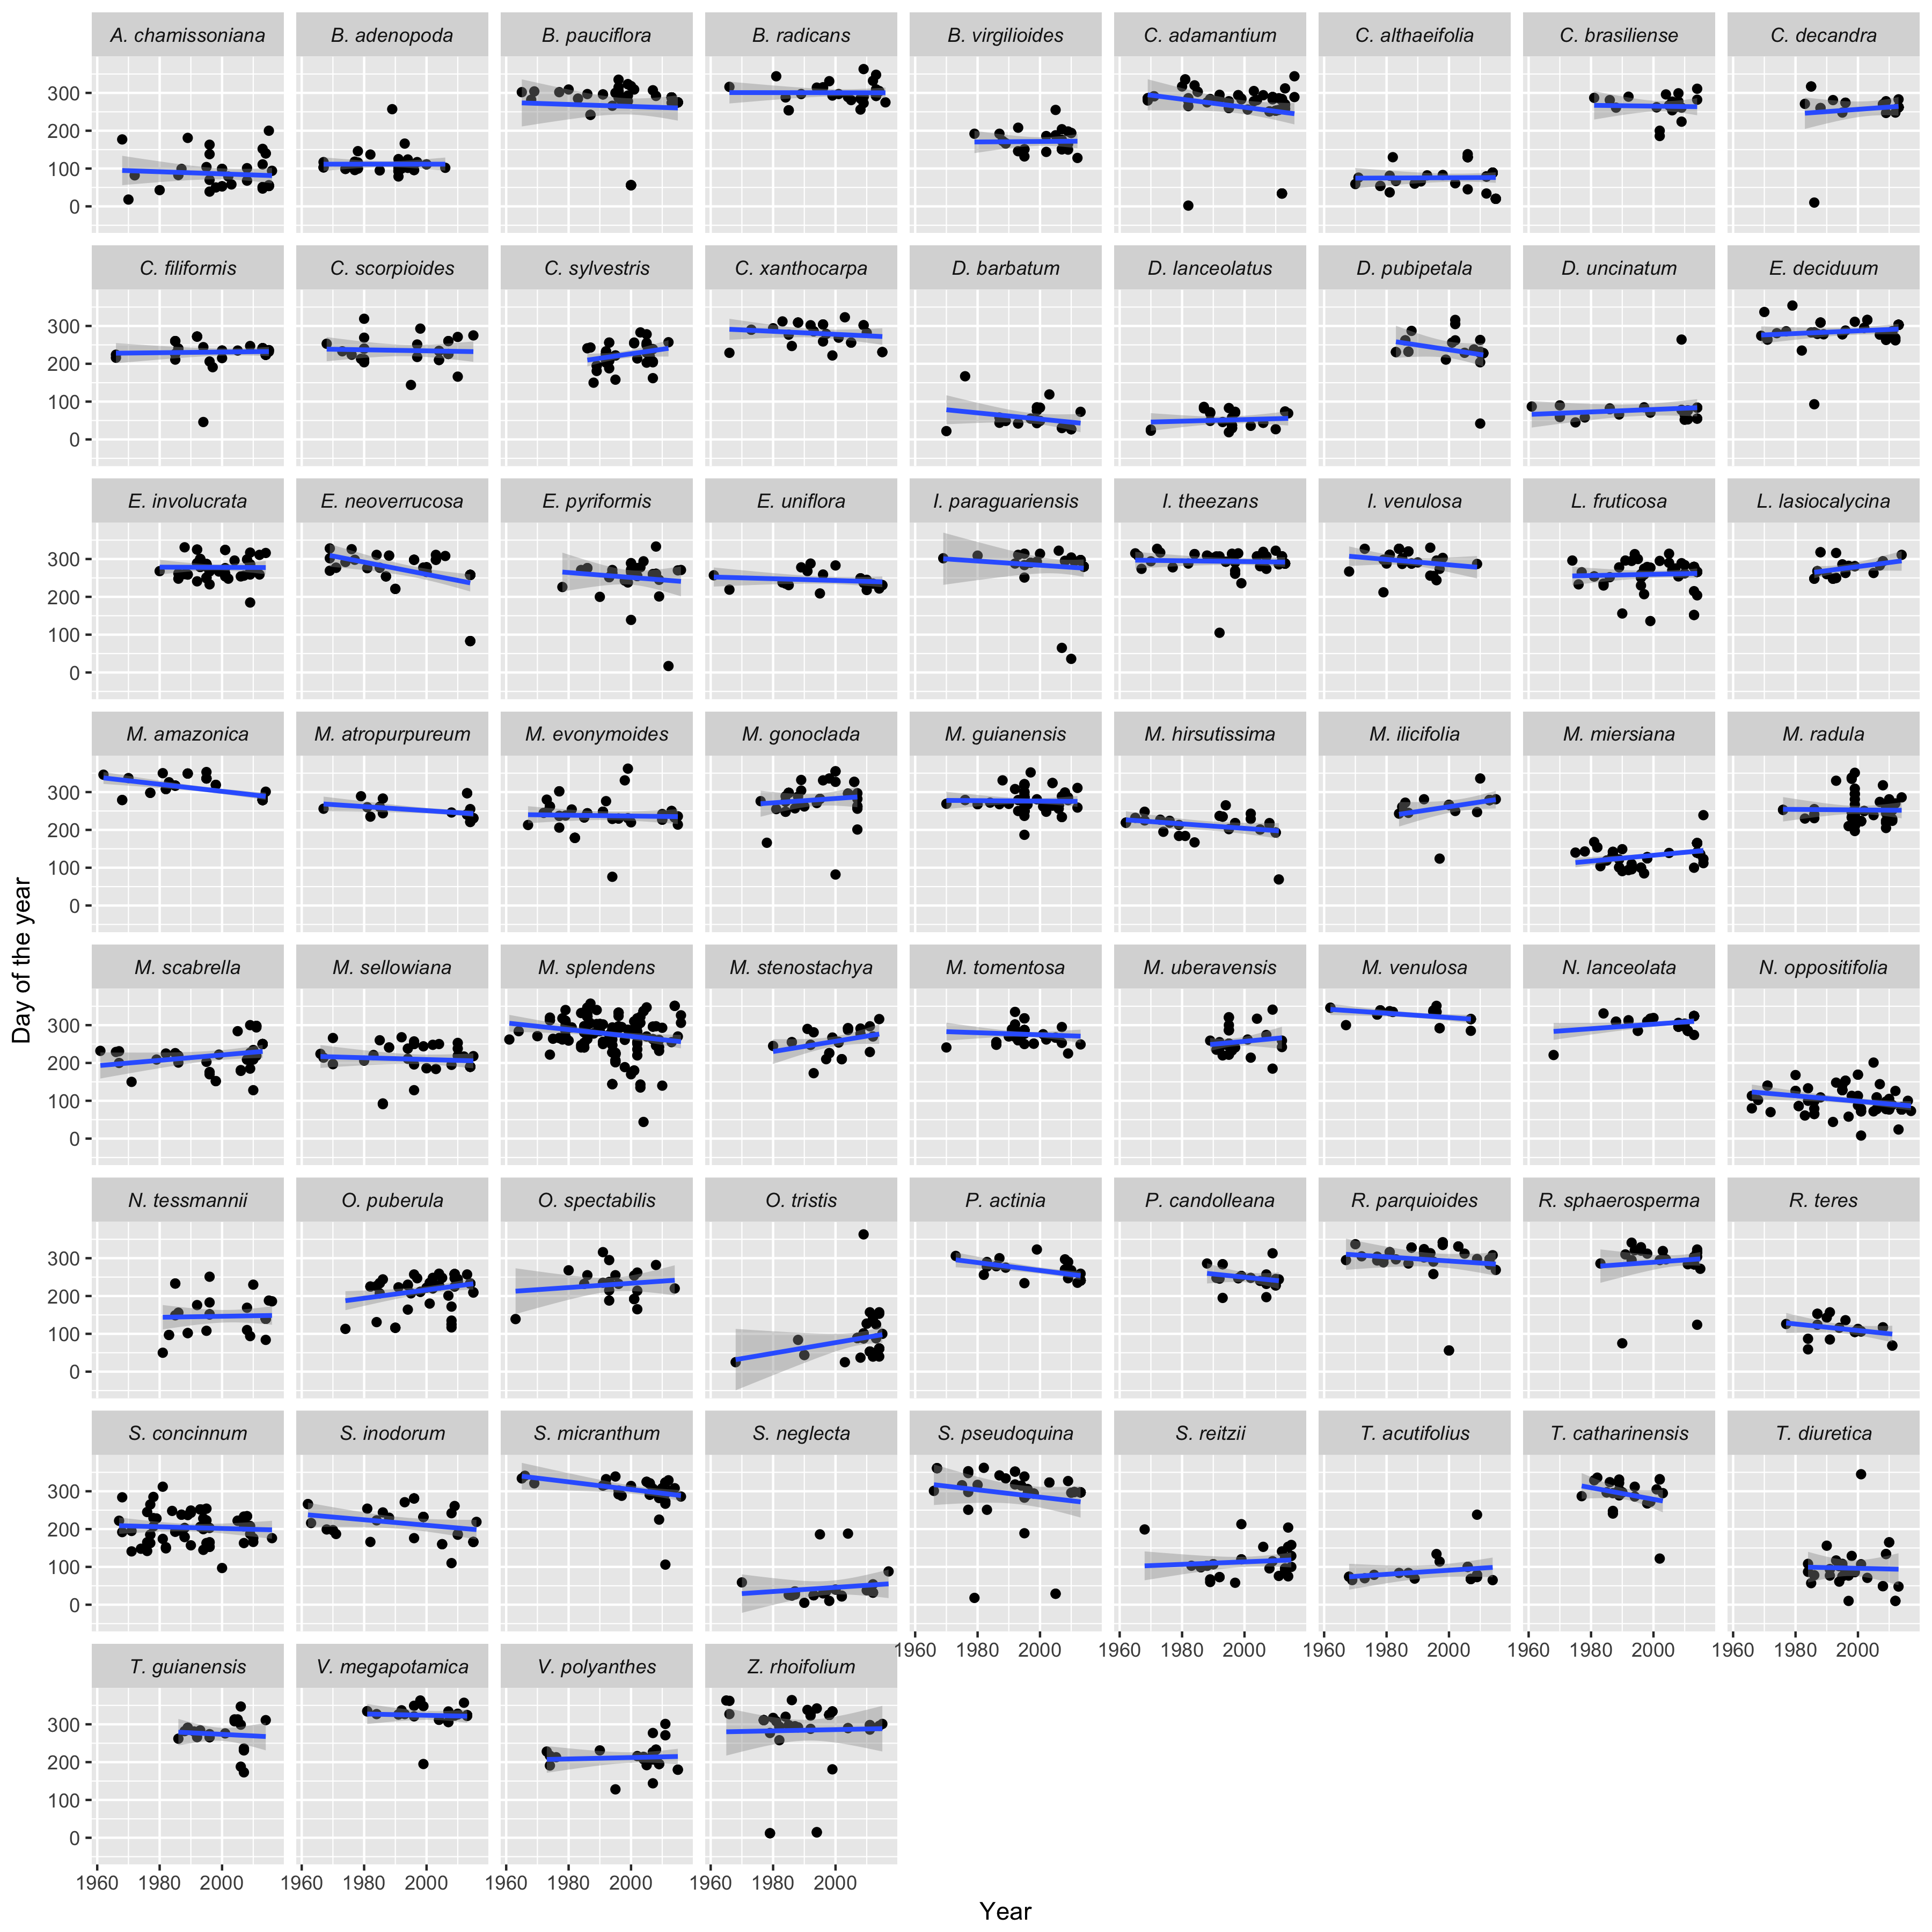 A. chamissoniana B. adenopoda B. pauciflora B. radicans B. virgilioides C. adamantium C. althaeifolia C. brasiliense C. decandra
300
200
100
0
C. filiformis C. scorpioides C. sylvestris C. xanthocarpa D. barbatum D. lanceolatus D. pubipetala D. uncinatum E. deciduum
300
200
100
0
E. involucrata E. neoverrucosa E. pyriformis E. uniflora I. paraguariensis I. theezans I. venulosa L. fruticosa L. lasiocalycina
300
200
100
0
M. amazonica M. atropurpureum M. evonymoides M. gonoclada M. guianensis M. hirsutissima M. ilicifolia M. miersiana M. radula
300
200
100
0
Day of the year
M. scabrella M. sellowiana M. splendens M. stenostachya M. tomentosa M. uberavensis M. venulosa N. lanceolata N. oppositifolia
300
200
100
0
N. tessmannii O. puberula O. spectabilis O. tristis P. actinia P. candolleana R. parquioides R. sphaerosperma R. teres
300
200
100
0
S. concinnum S. inodorum S. micranthum S. neglecta S. pseudoquina S. reitzii T. acutifolius T. catharinensis T. diuretica
300
200
100
0
1960 1980 2000 1960 1980 2000 1960 1980 2000 1960 1980 2000 1960 1980 2000
T. guianensis V. megapotamica V. polyanthes Z. rhoifolium
300
200
100
0
1960 1980 2000 1960 1980 2000 1960 1980 2000 1960 1980 2000
Year